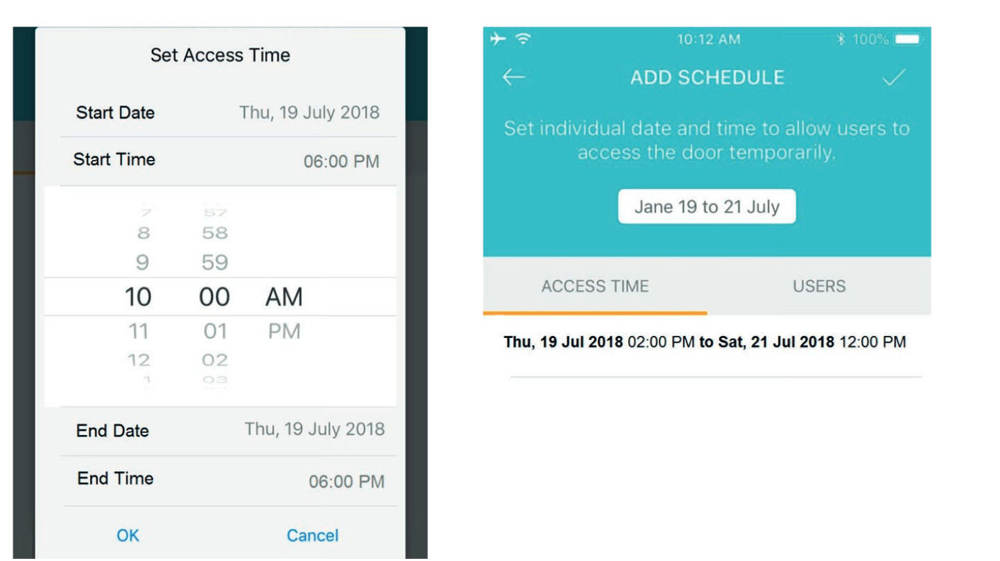 Set Access Time
Start Date Thu, 19 July 2018
Start Time 06:00 PM
7 57
8 58
9 59
10 00 AM
11 01 PM
12 02
1 03
End Date Thu, 19 July 2018
End Time 06:00 PM
OK Cancel
10:12 AM 100%
ADD SCHEDULE
Set individual date and time to allow users to
access the door temporarily.
Jane 19 to 21 July
ACCESS TIME USERS
Thu, 19 Jul 2018 02:00 PM to Sat, 21 Jul 2018 12:00 PM